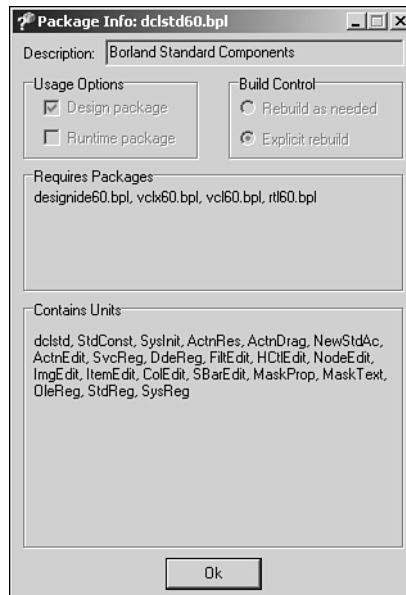 Package Info: dclstd60.bpl
Description: Borland Standard Components
Usage Options
Design package
Runtime package
Build Control
Rebuild as needed
Explicit rebuild
Requires Packages
designide60.bpl, vclx60.bpl, vcl60.bpl, rtl60.bpl
Contains Units
dclstd, StdConst, SysInit, ActnRes, ActnDrag, NewStdAc,
ActnEdit, SvcReg, DdeReg, FiltEdit, HCtlEdit, NodeEdit,
ImgEdit, ItemEdit, ColEdit, SBarEdit, MaskProp, MaskText,
OleReg, StdReg, SysReg
Ok